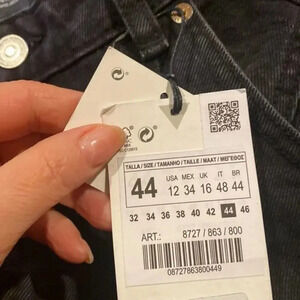 TALLA / SIZE / TAMANHO / TAILLE / MAAT / ΜΕΓΕΘΟΣ
44
USA MEX UK IT BR
12 34 16 48 44
32 34 36 38 40 42 44 46
ART.: 8727 / 863 / 800
08727863800449